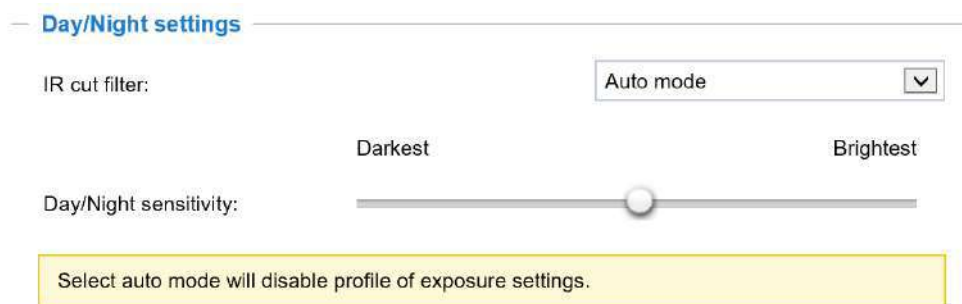 Day/Night settings
IR cut filter: Auto mode
Darkest Brightest
Day/Night sensitivity:
Select auto mode will disable profile of exposure settings.